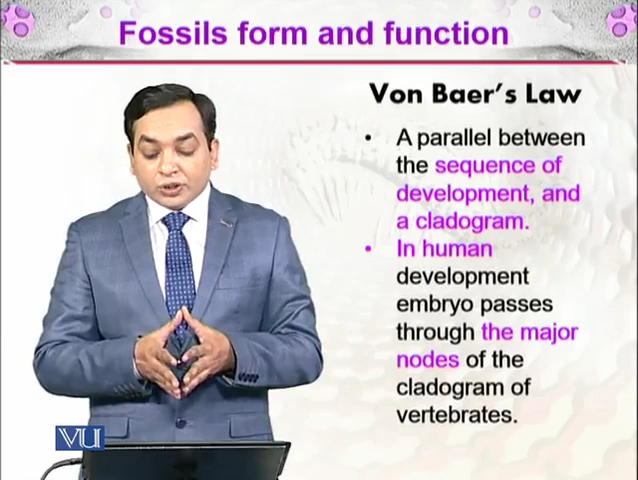 Fossils form and function
Von Baer's Law
• A parallel between
the sequence of
development, and
a cladogram.
• In human
development
embryo passes
through the major
nodes of the
cladogram of
vertebrates.
VU